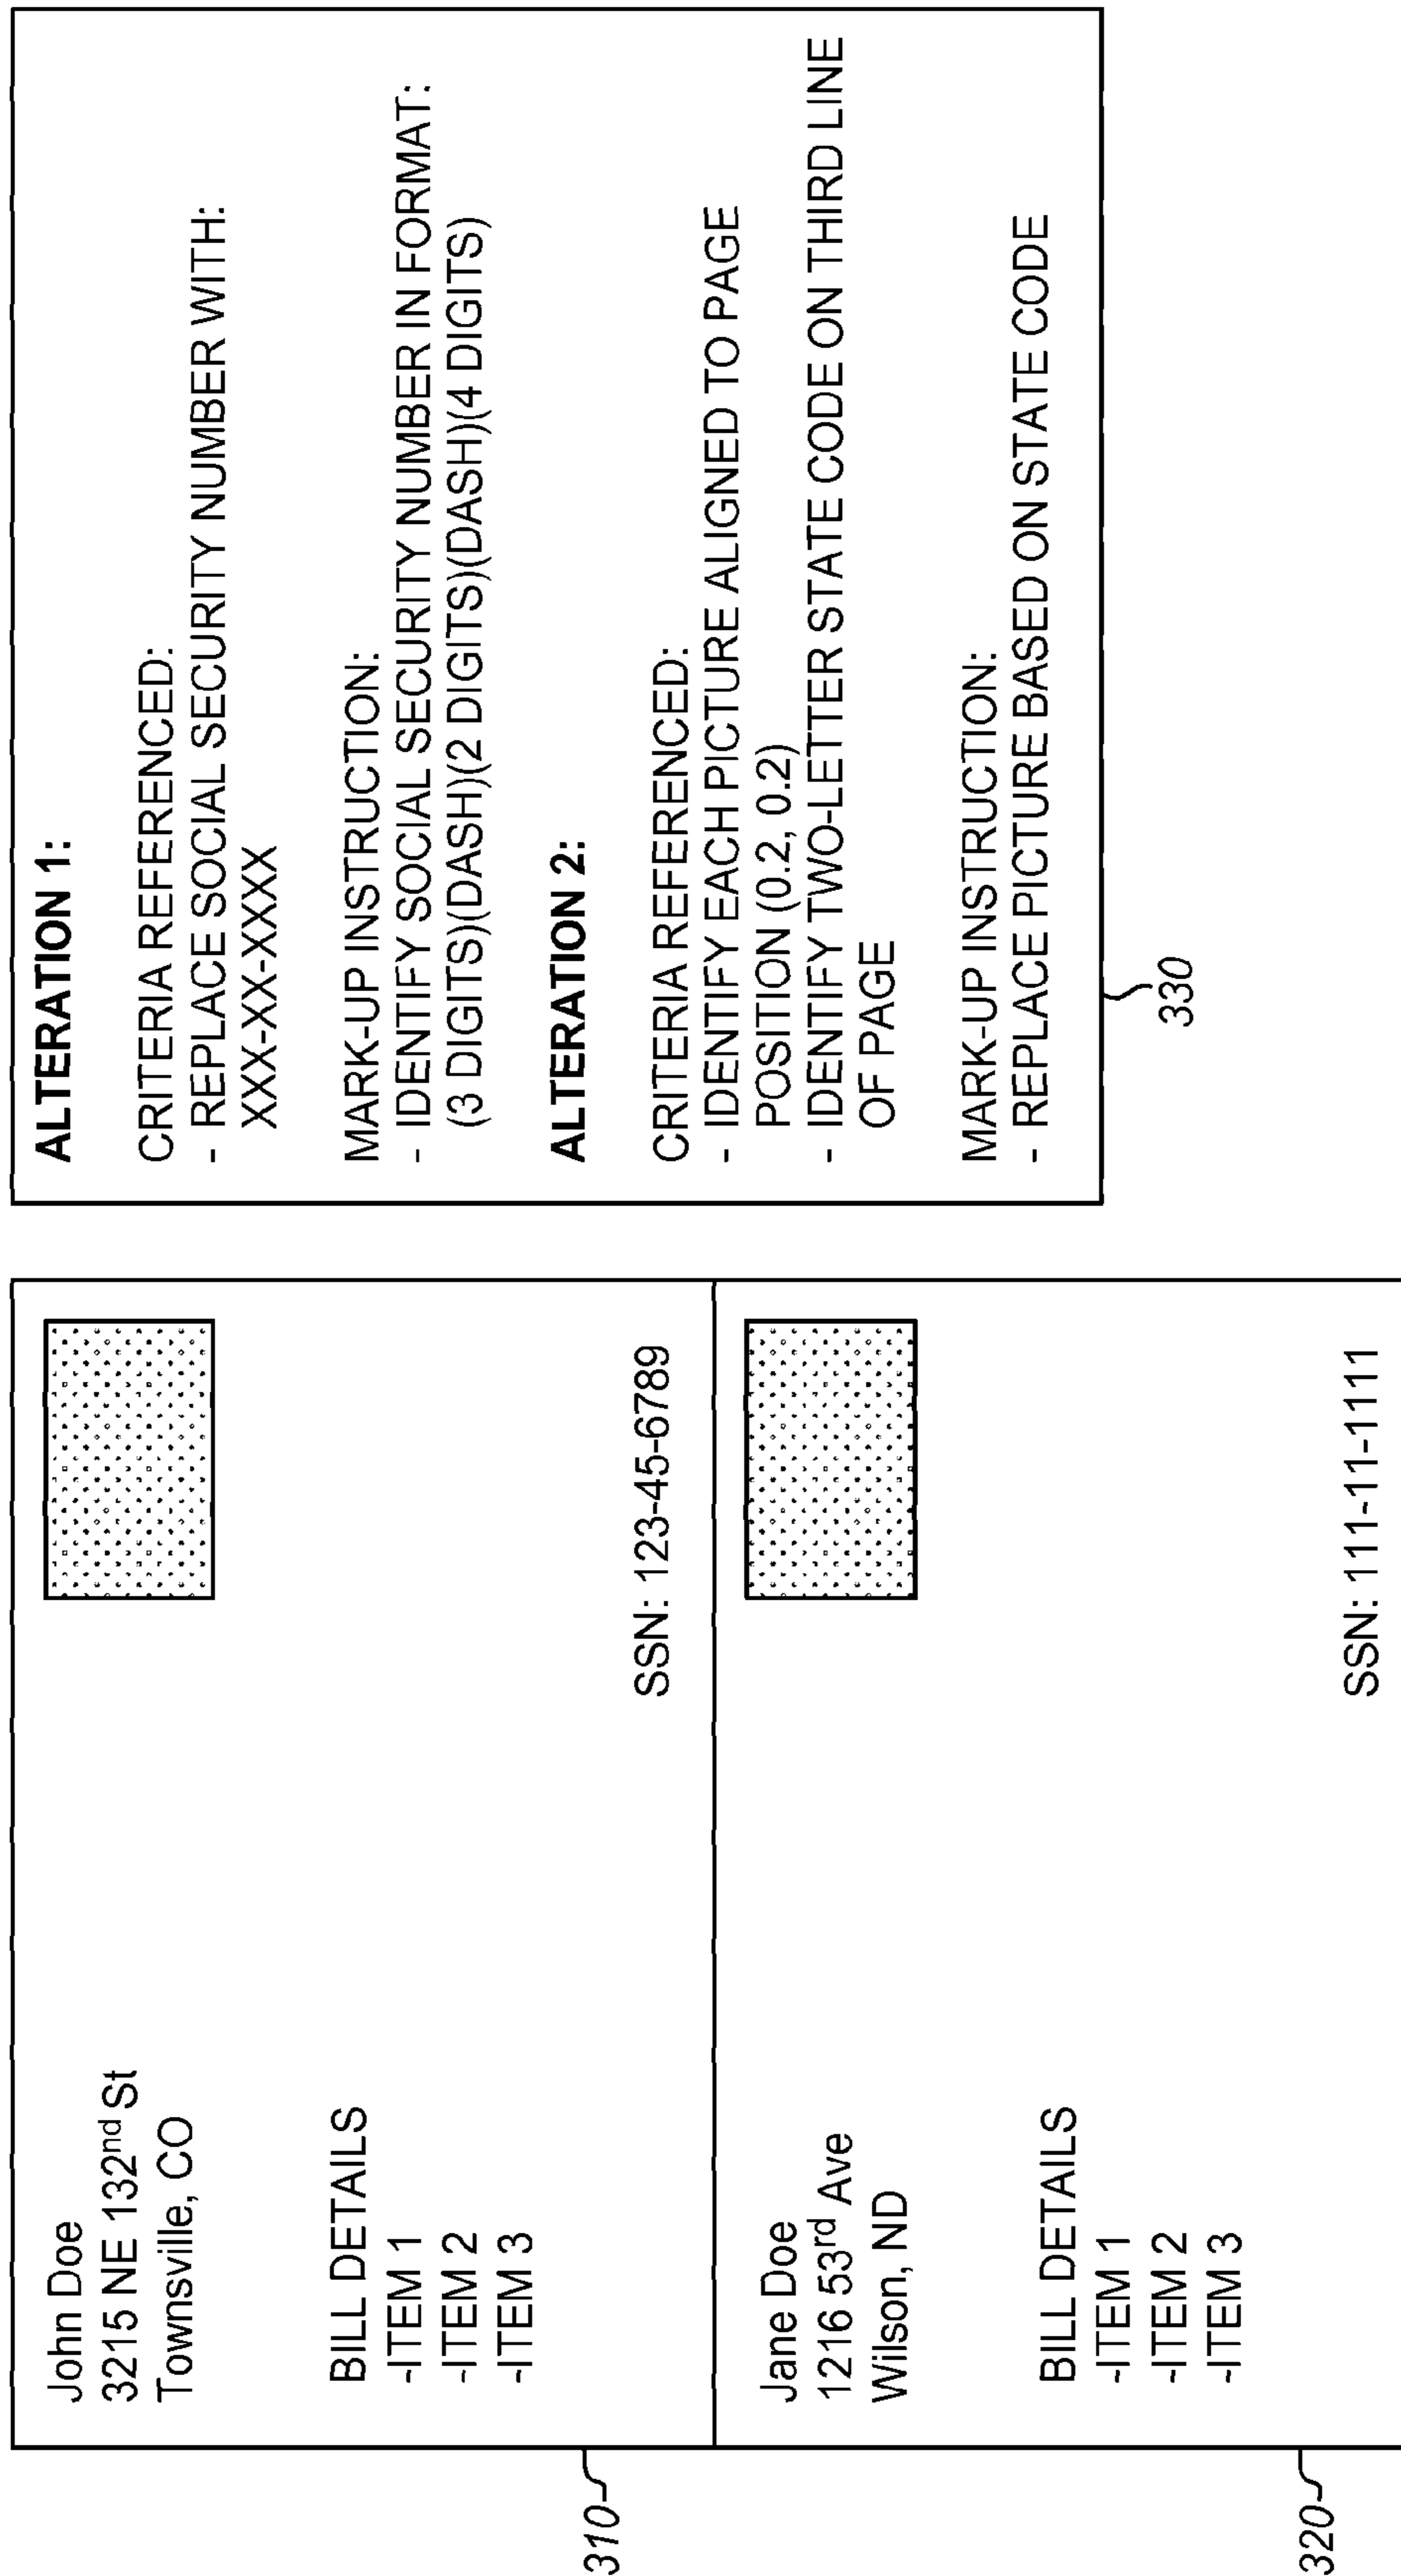 John Doe
3215 NE 132nd St
Townsville, CO
BILL DETAILS
-ITEM 1
-ITEM 2
-ITEM 3
SSN: 123-45-6789
310
Jane Doe
1216 53rd Ave
Wilson, ND
BILL DETAILS
-ITEM 1
-ITEM 2
-ITEM 3
SSN: 111-11-1111
320
ALTERATION 1:
CRITERIA REFERENCED:
- REPLACE SOCIAL SECURITY NUMBER WITH:
XXX-XX-XXXX
MARK-UP INSTRUCTION:
- IDENTIFY SOCIAL SECURITY NUMBER IN FORMAT:
(3 DIGITS)(DASH)(2 DIGITS)(DASH)(4 DIGITS)
ALTERATION 2:
CRITERIA REFERENCED:
- IDENTIFY EACH PICTURE ALIGNED TO PAGE
POSITION (0.2, 0.2)
- IDENTIFY TWO-LETTER STATE CODE ON THIRD LINE
OF PAGE
MARK-UP INSTRUCTION:
- REPLACE PICTURE BASED ON STATE CODE
330